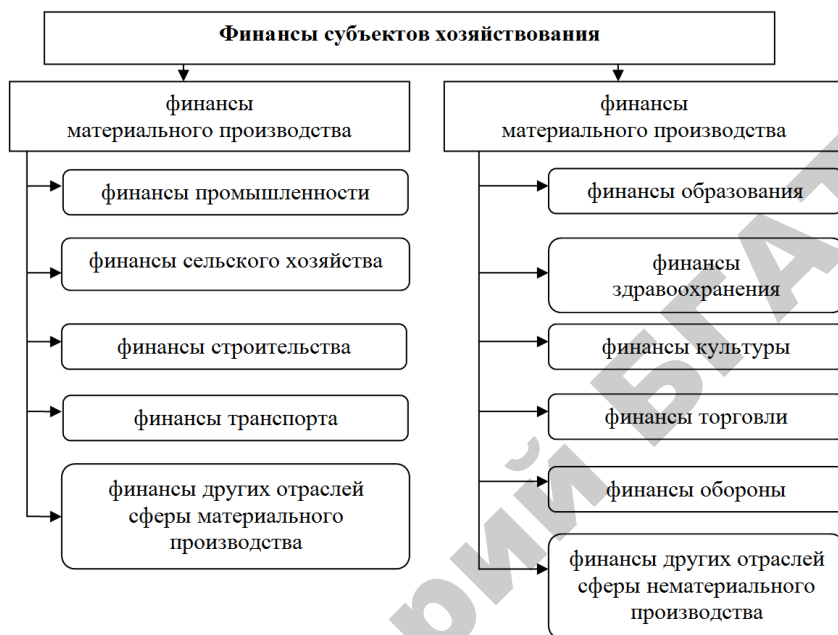 Финансы субъектов хозяйствования
финансы
материального производства
финансы промышленности
финансы сельского хозяйства
финансы строительства
финансы транспорта
финансы других отраслей
сферы материального
производства
финансы
материального производства
финансы образования
финансы
здравоохранения
финансы культуры
финансы торговли
финансы обороны
финансы других отраслей
сферы нематериального
производства
рий БГАТ